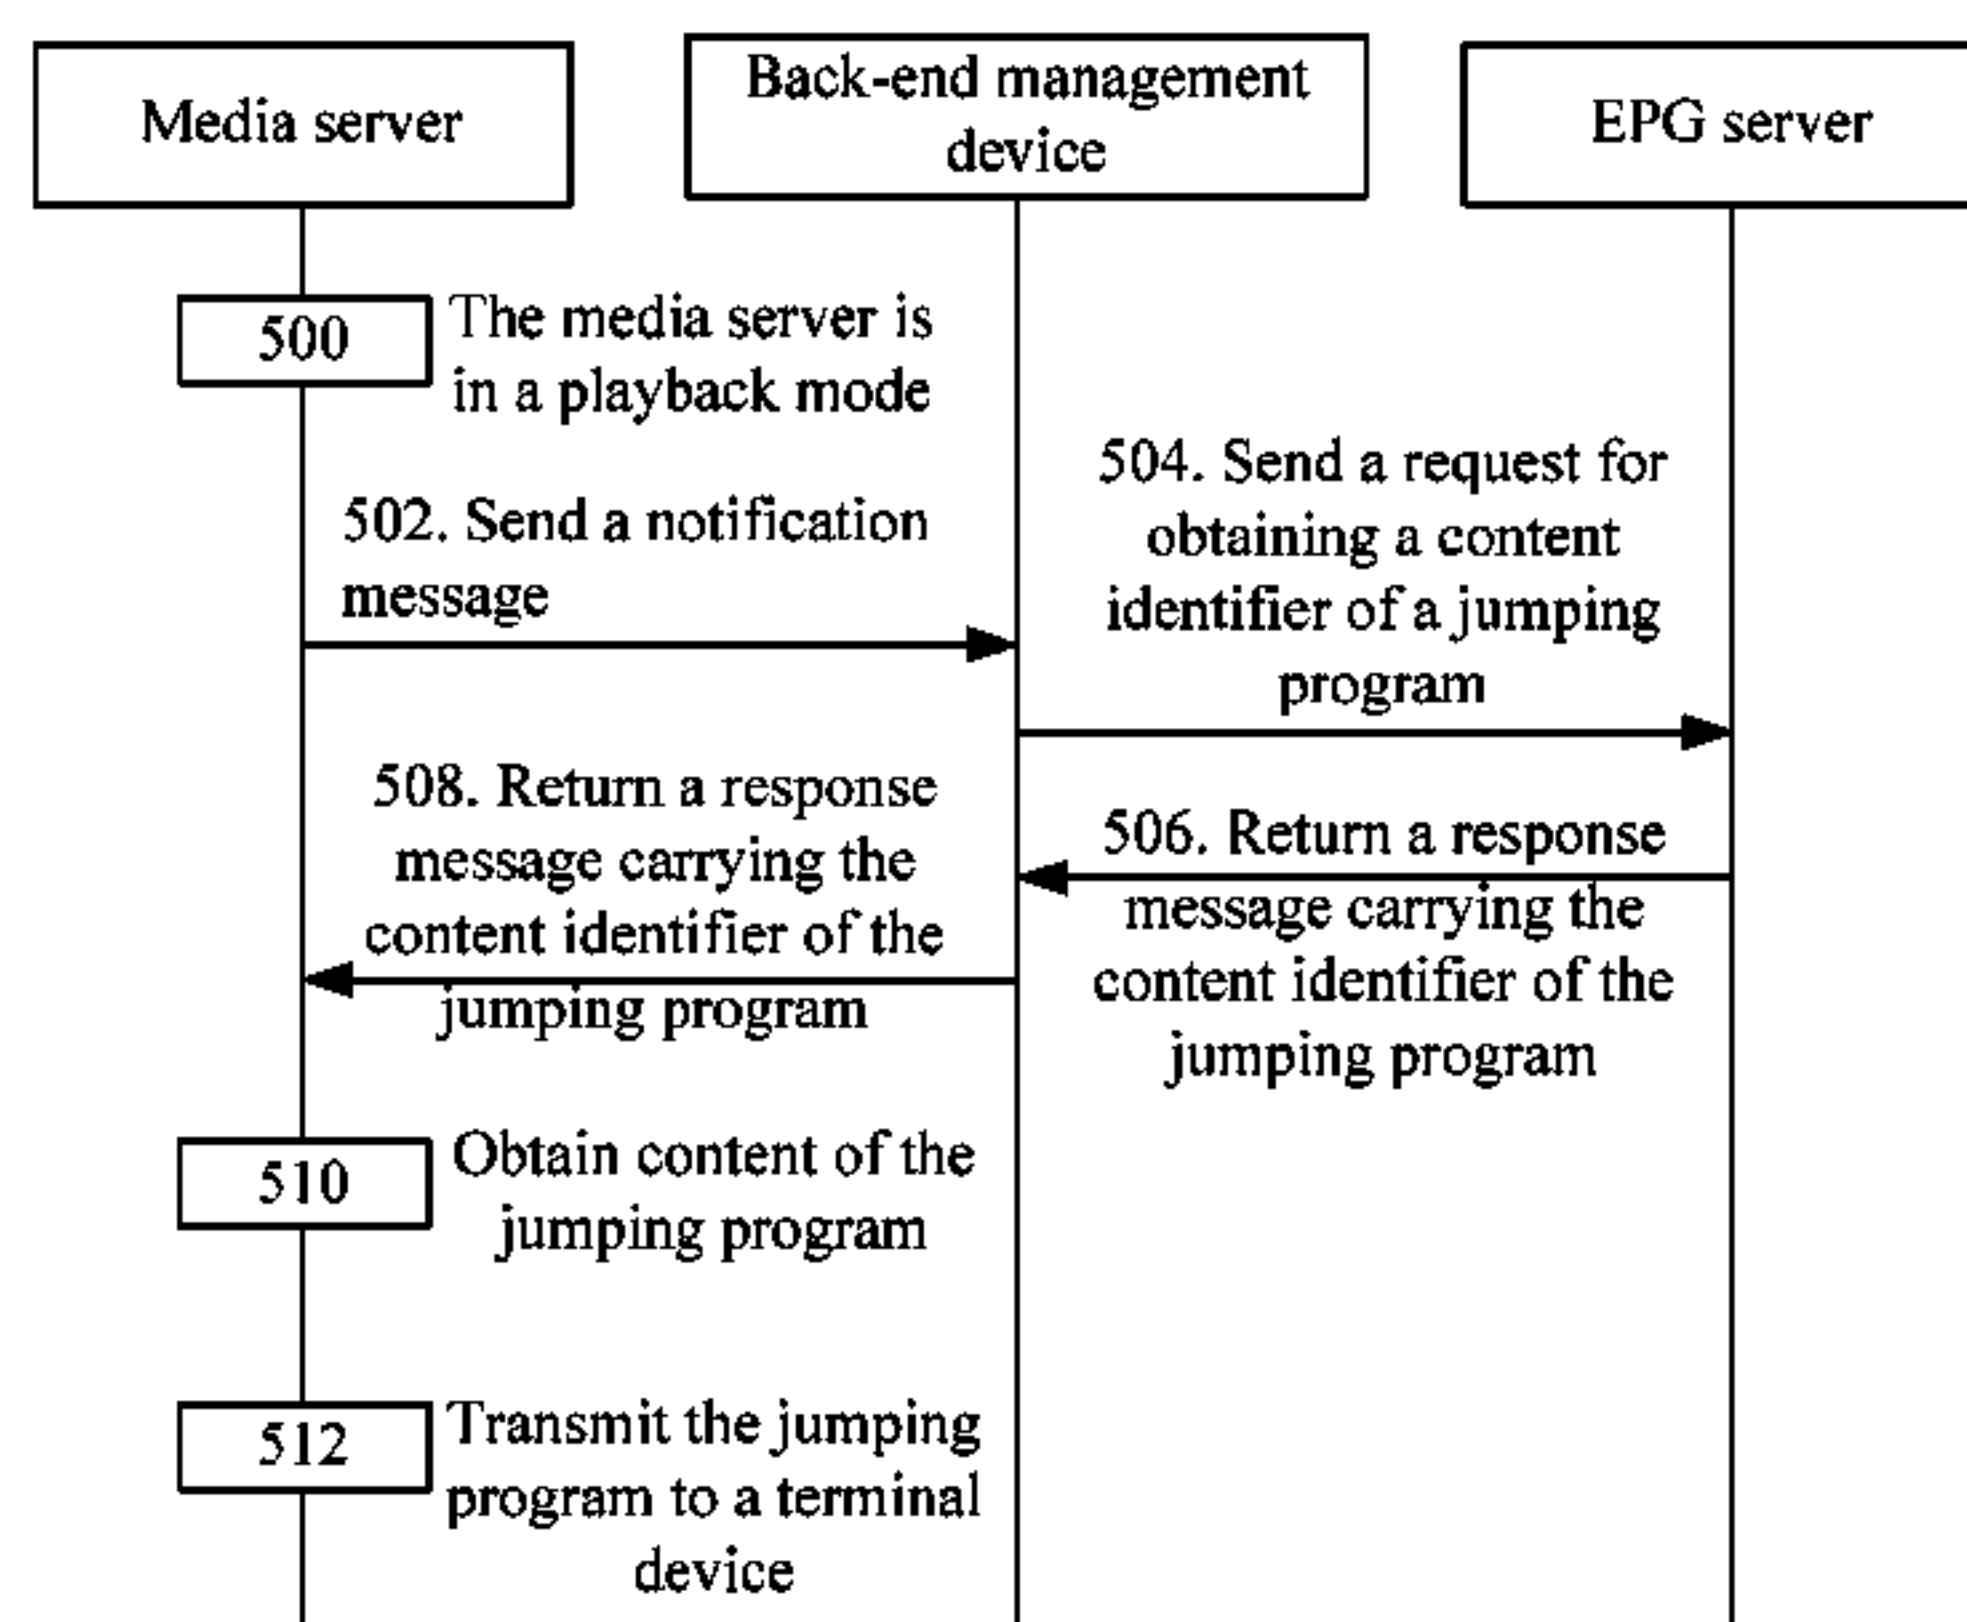 Media server
Back-end management
device
EPG server
500
The media server is
in a playback mode
502. Send a notification
message
504. Send a request for
obtaining a content
identifier of a jumping
program
506. Return a response
message carrying the
content identifier of the
jumping program
508. Return a response
message carrying the
content identifier of the
jumping program
510
Obtain content of the
jumping program
512
Transmit the jumping
program to a terminal
device